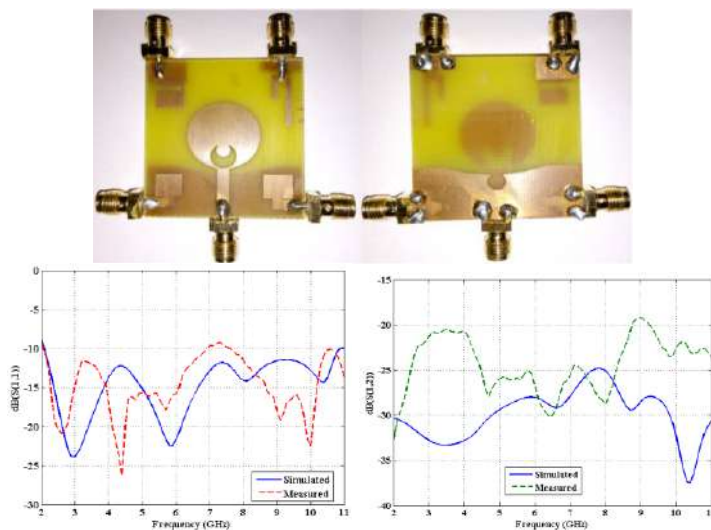 0
-5
-10
-15
-20
-25
-30
dB(S(1,1))
2 3 4 5 6 7 8 9 10 11
Frequency (GHz)
Simulated
Measured
-15
-20
-25
-30
-35
-40
dB(S(1,2))
2 3 4 5 6 7 8 9 10 11
Frequency (GHz)
Simulated
Measured